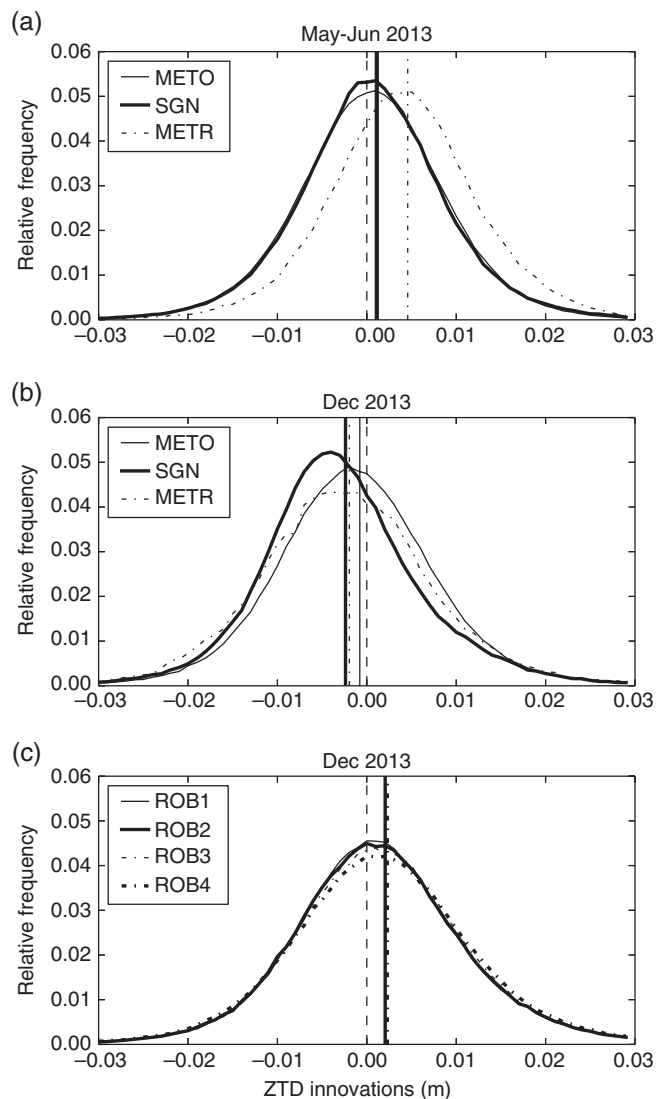 (a)
May-Jun 2013
METO
SGN
METR
Relative frequency
0.06
0.05
0.04
0.03
0.02
0.01
0.00
−0.03 −0.02 −0.01 0.00 0.01 0.02 0.03
(b)
Dec 2013
METO
SGN
METR
Relative frequency
0.06
0.05
0.04
0.03
0.02
0.01
0.00
−0.03 −0.02 −0.01 0.00 0.01 0.02 0.03
(c)
Dec 2013
ROB1
ROB2
ROB3
ROB4
Relative frequency
0.06
0.05
0.04
0.03
0.02
0.01
0.00
−0.03 −0.02 −0.01 0.00 0.01 0.02 0.03
ZTD innovations (m)